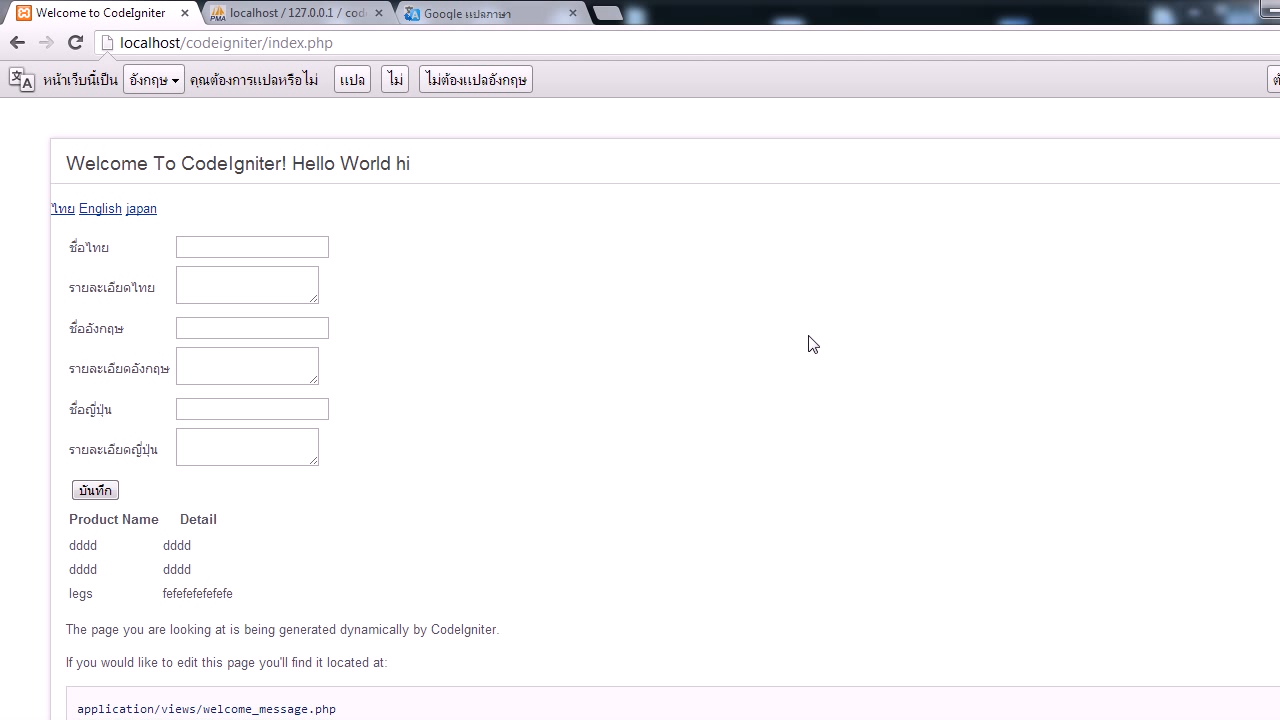 Welcome to CodeIgniter
localhost / 127.0.0.1 / cod
Google แปลภาษา
localhost/codeigniter/index.php
หน้าเว็บนี้เป็น อังกฤษ คุณต้องการแปลหรือไม่ แปล ไม่ ไม่ต้องแปลอังกฤษ
Welcome To CodeIgniter! Hello World hi
ไทย English japan
ชื่อไทย
รายละเอียดไทย
ชื่ออังกฤษ
รายละเอียดอังกฤษ
ชื่อญี่ปุ่น
รายละเอียดญี่ปุ่น
บันทึก
Product Name Detail
dddd dddd
dddd dddd
legs fefefefefefefe
The page you are looking at is being generated dynamically by CodeIgniter.
If you would like to edit this page you'll find it located at:
application/views/welcome_message.php